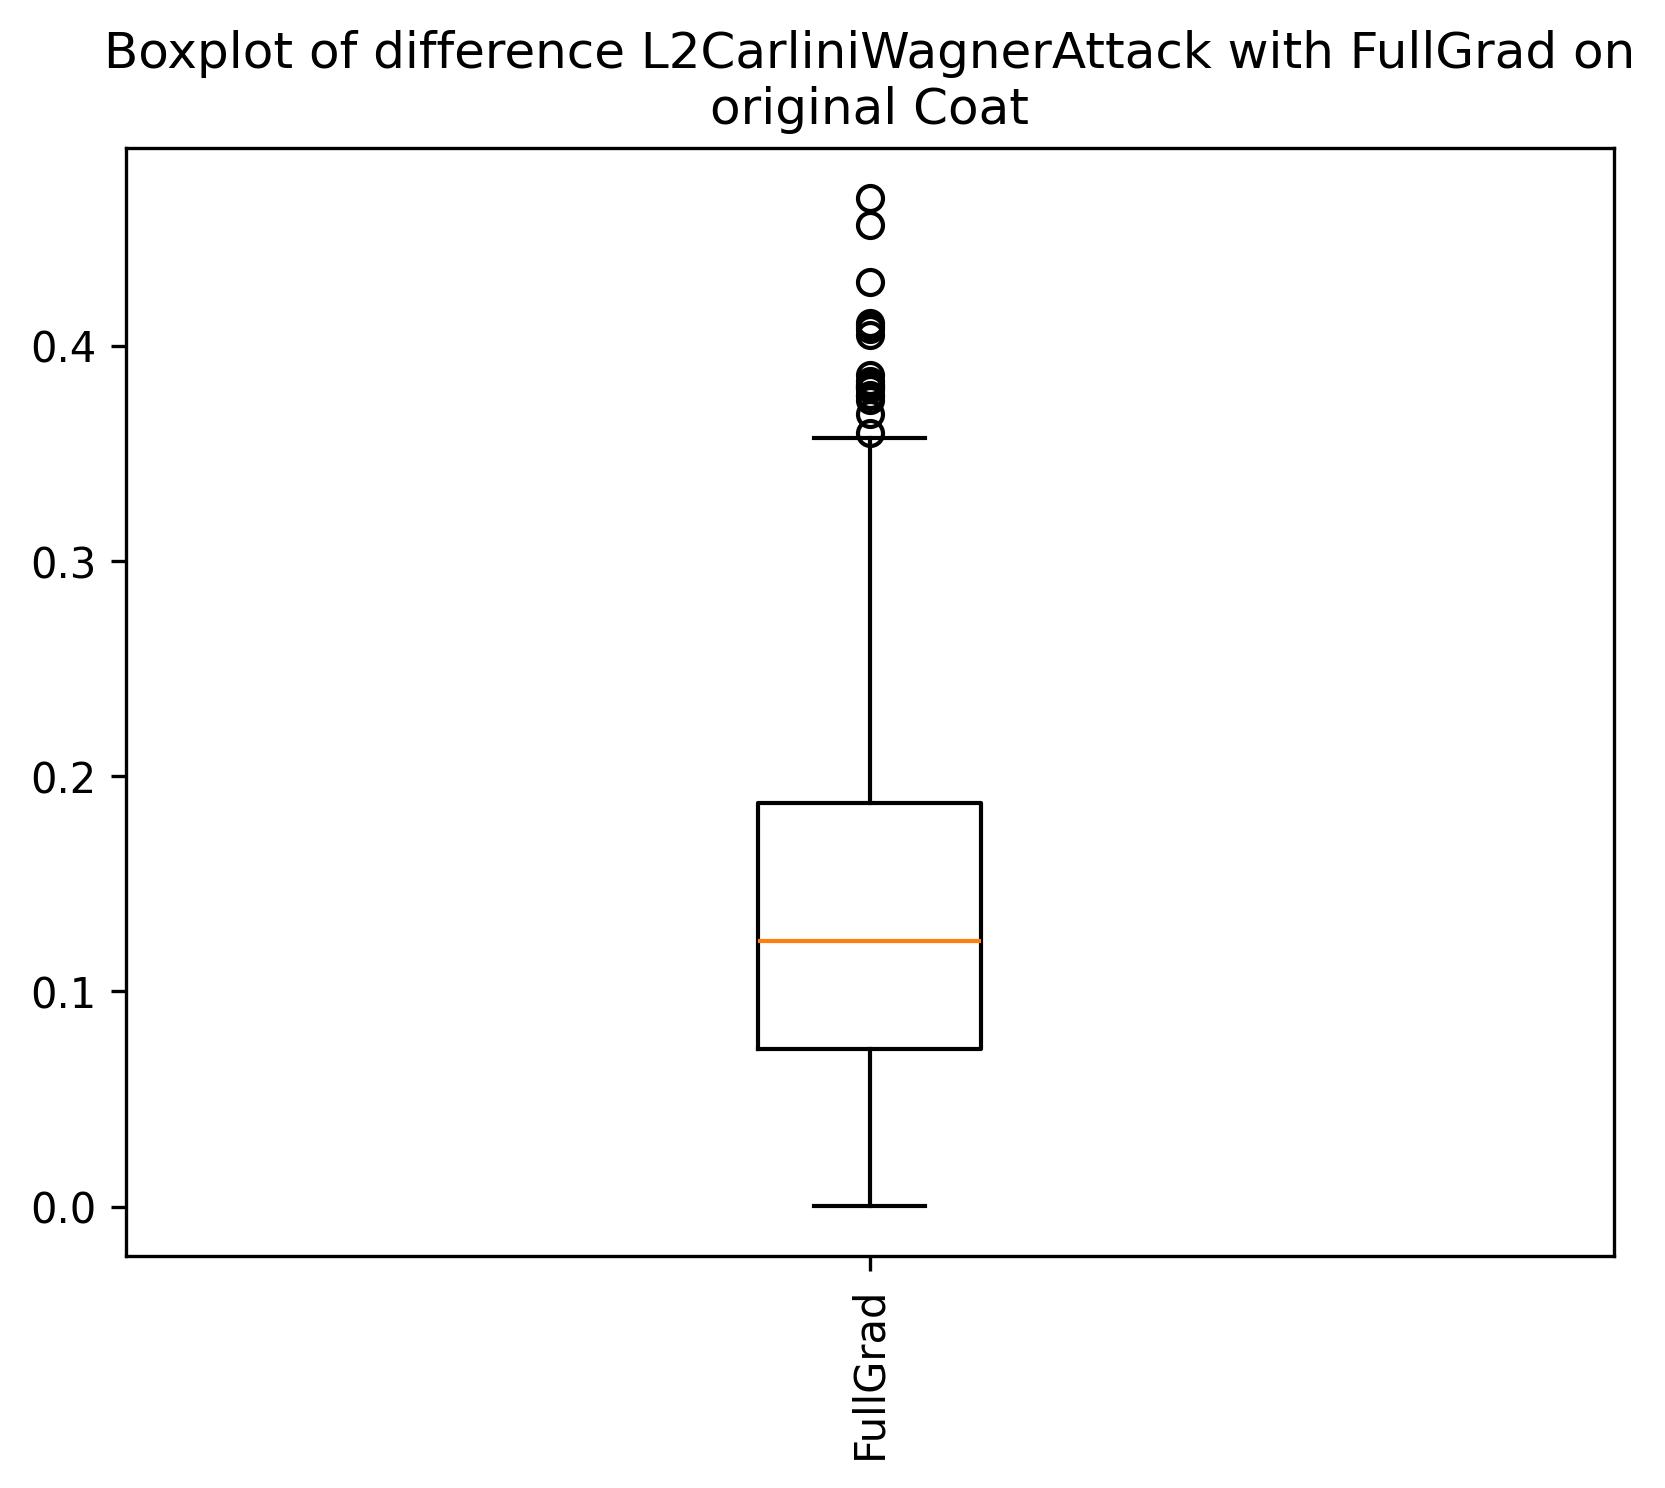 Boxplot of difference L2CarliniWagnerAttack with FullGrad on
original Coat
0.4
0.3
0.2
0.1
0.0
FullGrad